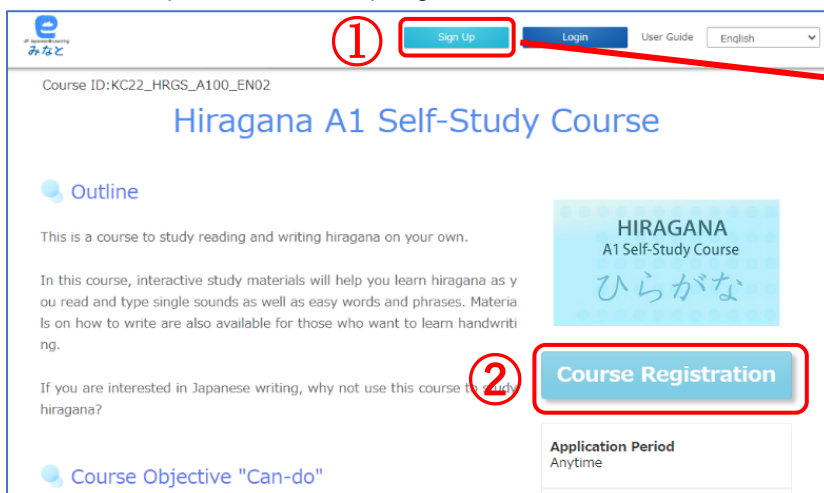 ①
Sign Up
Login
User Guide
English
みなと
Course ID:KC22_HRGS_A100_EN02
Hiragana A1 Self-Study Course
Outline
This is a course to study reading and writing hiragana on your own.
In this course, interactive study materials will help you learn hiragana as y
ou read and type single sounds as well as easy words and phrases. Materia
ls on how to write are also available for those who want to learn handwriti
ng.
If you are interested in Japanese writing, why not use this course to study
hiragana?
HIRAGANA
A1 Self-Study Course
ひらがな
②
Course Registration
Application Period
Anytime
Course Objective "Can-do"